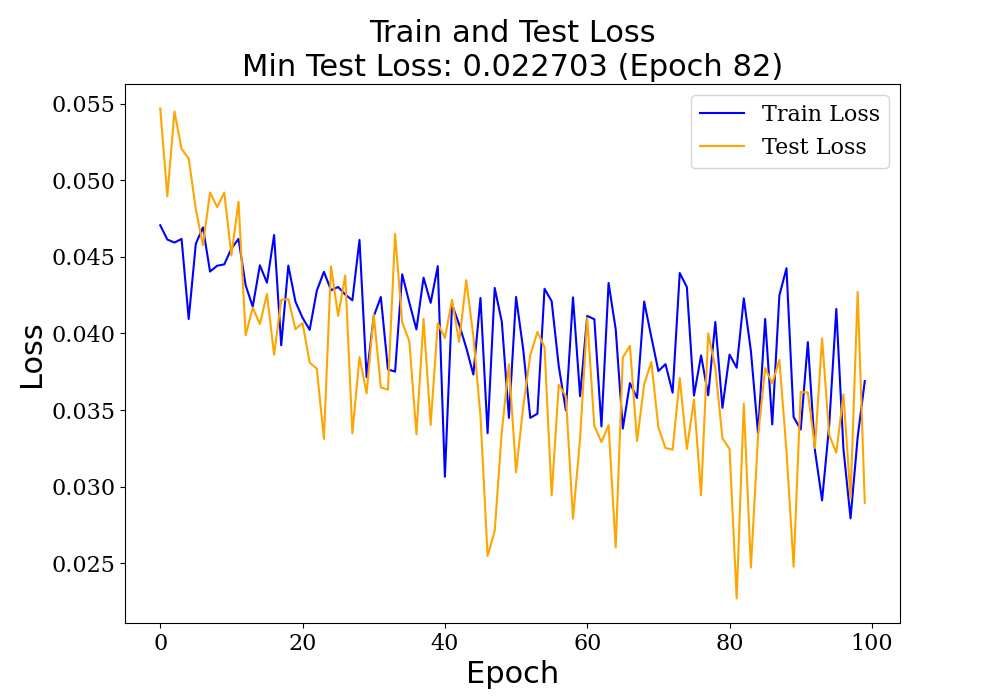 Train and Test Loss
Min Test Loss: 0.022703 (Epoch 82)
Train Loss
Test Loss
0.055
0.050
0.045
0.040
0.035
0.030
0.025
Loss
0 20 40 60 80 100
Epoch